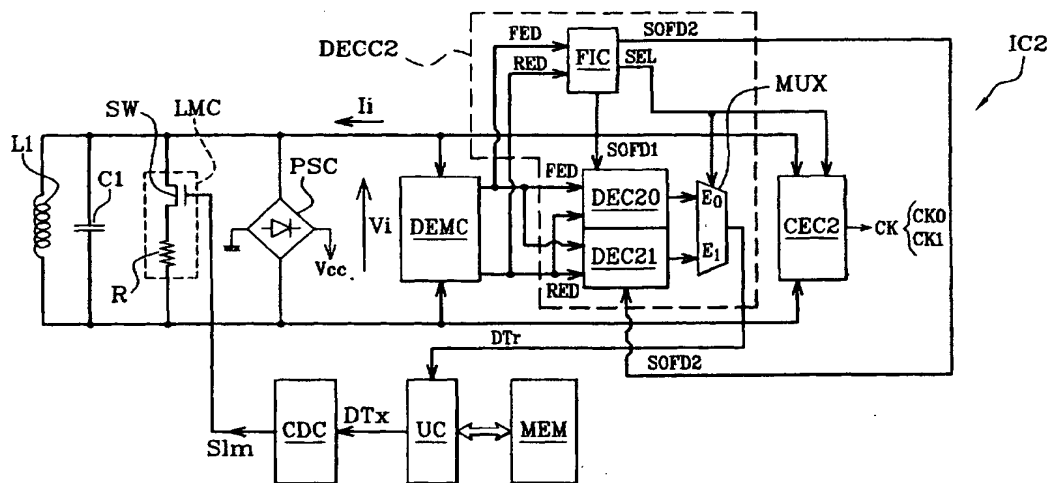 SOFD2
FED
FIC
SEL
IC2
DECC2
RED
MUX
SW
LMC
Ii
L1
C1
PSC
SOFD1
FED
DEC20
E0
Vi
DEMC
CEC2
CK
CK0
CK1
DEC21
E1
R
Vcc
RED
DTr
SOFD2
DTx
CDC
UC
MEM
Slm